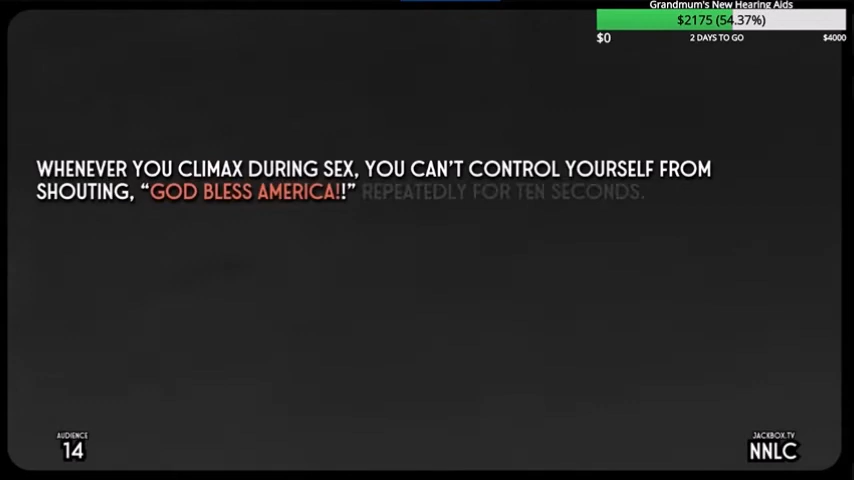 Grandmum's New Hearing Aids
$2175 (54.37%)
$0 2 DAYS TO GO $4000
WHENEVER YOU CLIMAX DURING SEX, YOU CAN'T CONTROL YOURSELF FROM
SHOUTING, “GOD BLESS AMERICA!!” REPEATEDLY FOR TEN SECONDS.
AUDIENCE
14
JACKBOX.TV
NNLC